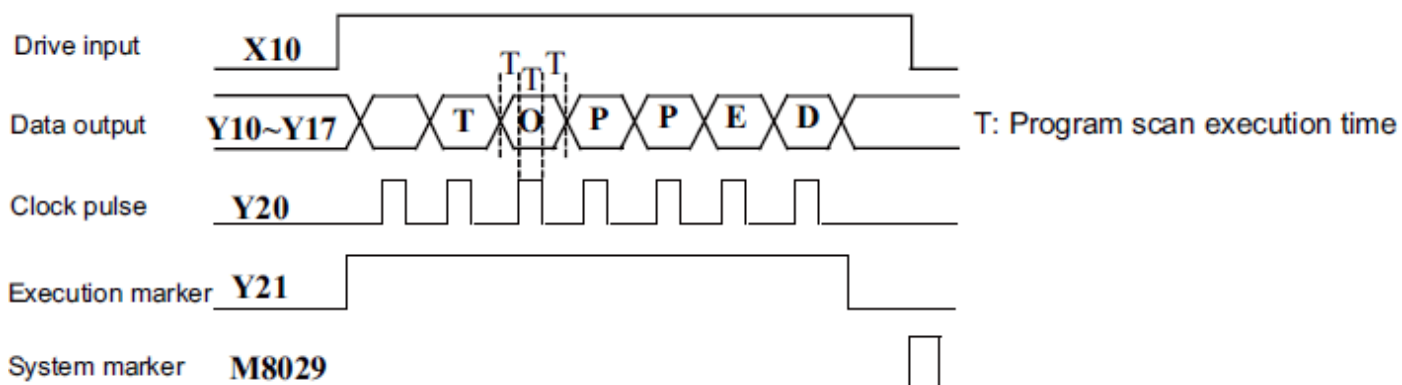 Drive input X10
T T T
Data output Y10~Y17 T O P P E D T: Program scan execution time
Clock pulse Y20
Execution marker Y21
System marker M8029